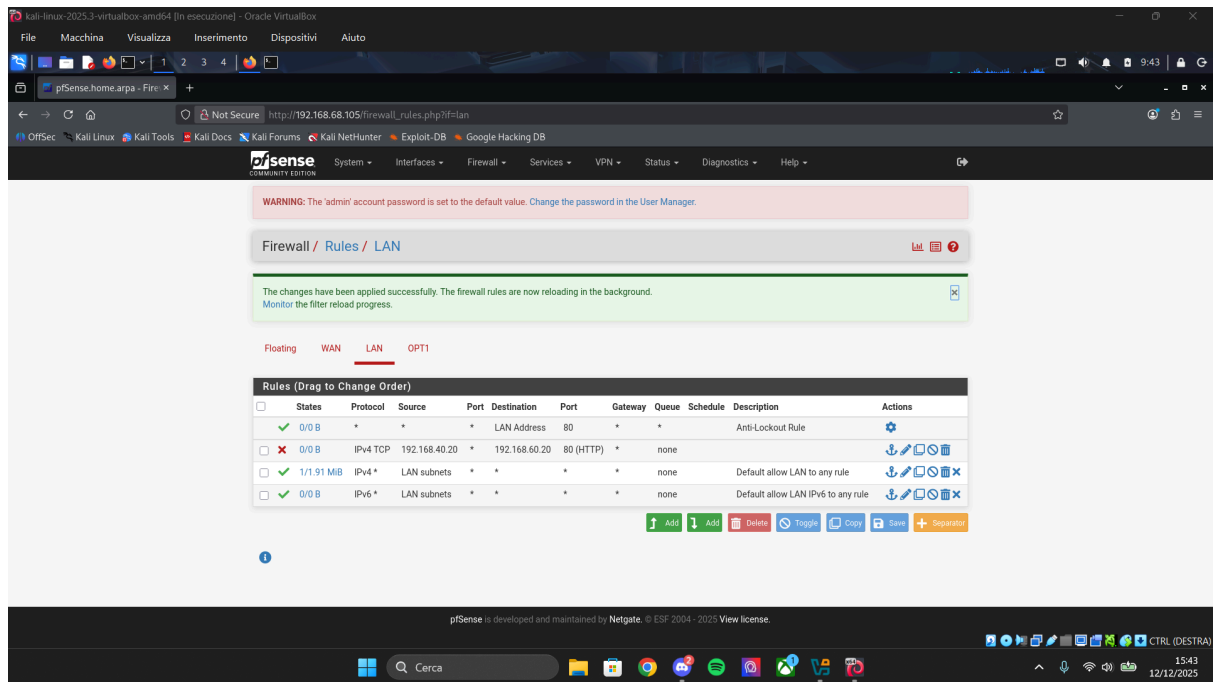 kali-linux-2025.3-virtualbox-amd64 [In esecuzione] - Oracle VirtualBox
File Macchina Visualizza Inserimento Dispositivi Aiuto
1 2 3 4 9:43
pfSense.home.arpa - Fire
Not Secure http://192.168.68.105/firewall_rules.php?if=lan
OffSec Kali Linux Kali Tools Kali Docs Kali Forums Kali NetHunter Exploit-DB Google Hacking DB
pfsense System Interfaces Firewall Services VPN Status Diagnostics Help
COMMUNITY EDITION
WARNING: The 'admin' account password is set to the default value. Change the password in the User Manager.
Firewall / Rules / LAN
The changes have been applied successfully. The firewall rules are now reloading in the background.
Monitor the filter reload progress.
Floating WAN LAN OPT1
Rules (Drag to Change Order)
States Protocol Source Port Destination Port Gateway Queue Schedule Description Actions
0/0 B * * * LAN Address 80 * * Anti-Lockout Rule
0/0 B IPv4 TCP 192.168.40.20 * 192.168.60.20 80 (HTTP) * none
1/1.91 MiB IPv4 * LAN subnets * * * * none Default allow LAN to any rule
0/0 B IPv6 * LAN subnets * * * * none Default allow LAN IPv6 to any rule
Add Add Delete Toggle Copy Save Separator
pfSense is developed and maintained by Netgate. © ESF 2004 - 2025 View license.
CTRL (DESTRA)
Cerca 15:43
12/12/2025